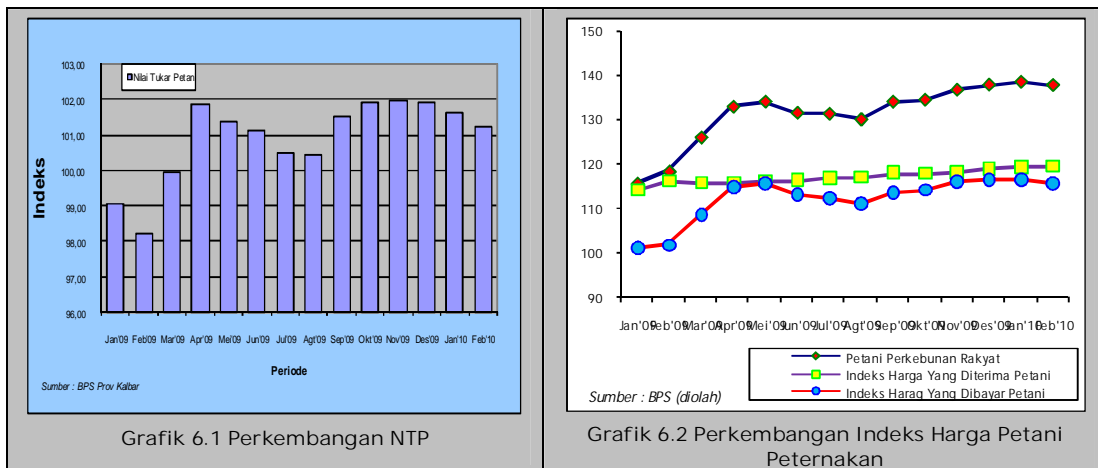 103,00
102,00
101,00
100,00
99,00
98,00
97,00
96,00
Indeks
Nilai Tukar Petan
Jan'09 Feb'09 Mar'09 Apr'09 Mei'09 Jun'09 Jul'09 Agt'09 Sep'09 Okt'09 Nov'09 Des'09 Jan'10 Feb'10
Periode
Sumber : BPS Prov Kalbar
Grafik 6.1 Perkembangan NTP
150
140
130
120
110
100
90
Jan'09 Feb'09 Mar'09 Apr'09 Mei'09 Jun'09 Jul'09 Agt'09 Sep'09 Okt'09 Nov'09 Des'09 Jan'10 Feb'10
Petani Perkebunan Rakyat
Indeks Harga Yang Diterima Petani
Indeks Harag Yang Dibayar Petani
Sumber : BPS (diolah)
Grafik 6.2 Perkembangan Indeks Harga Petani
Peternakan